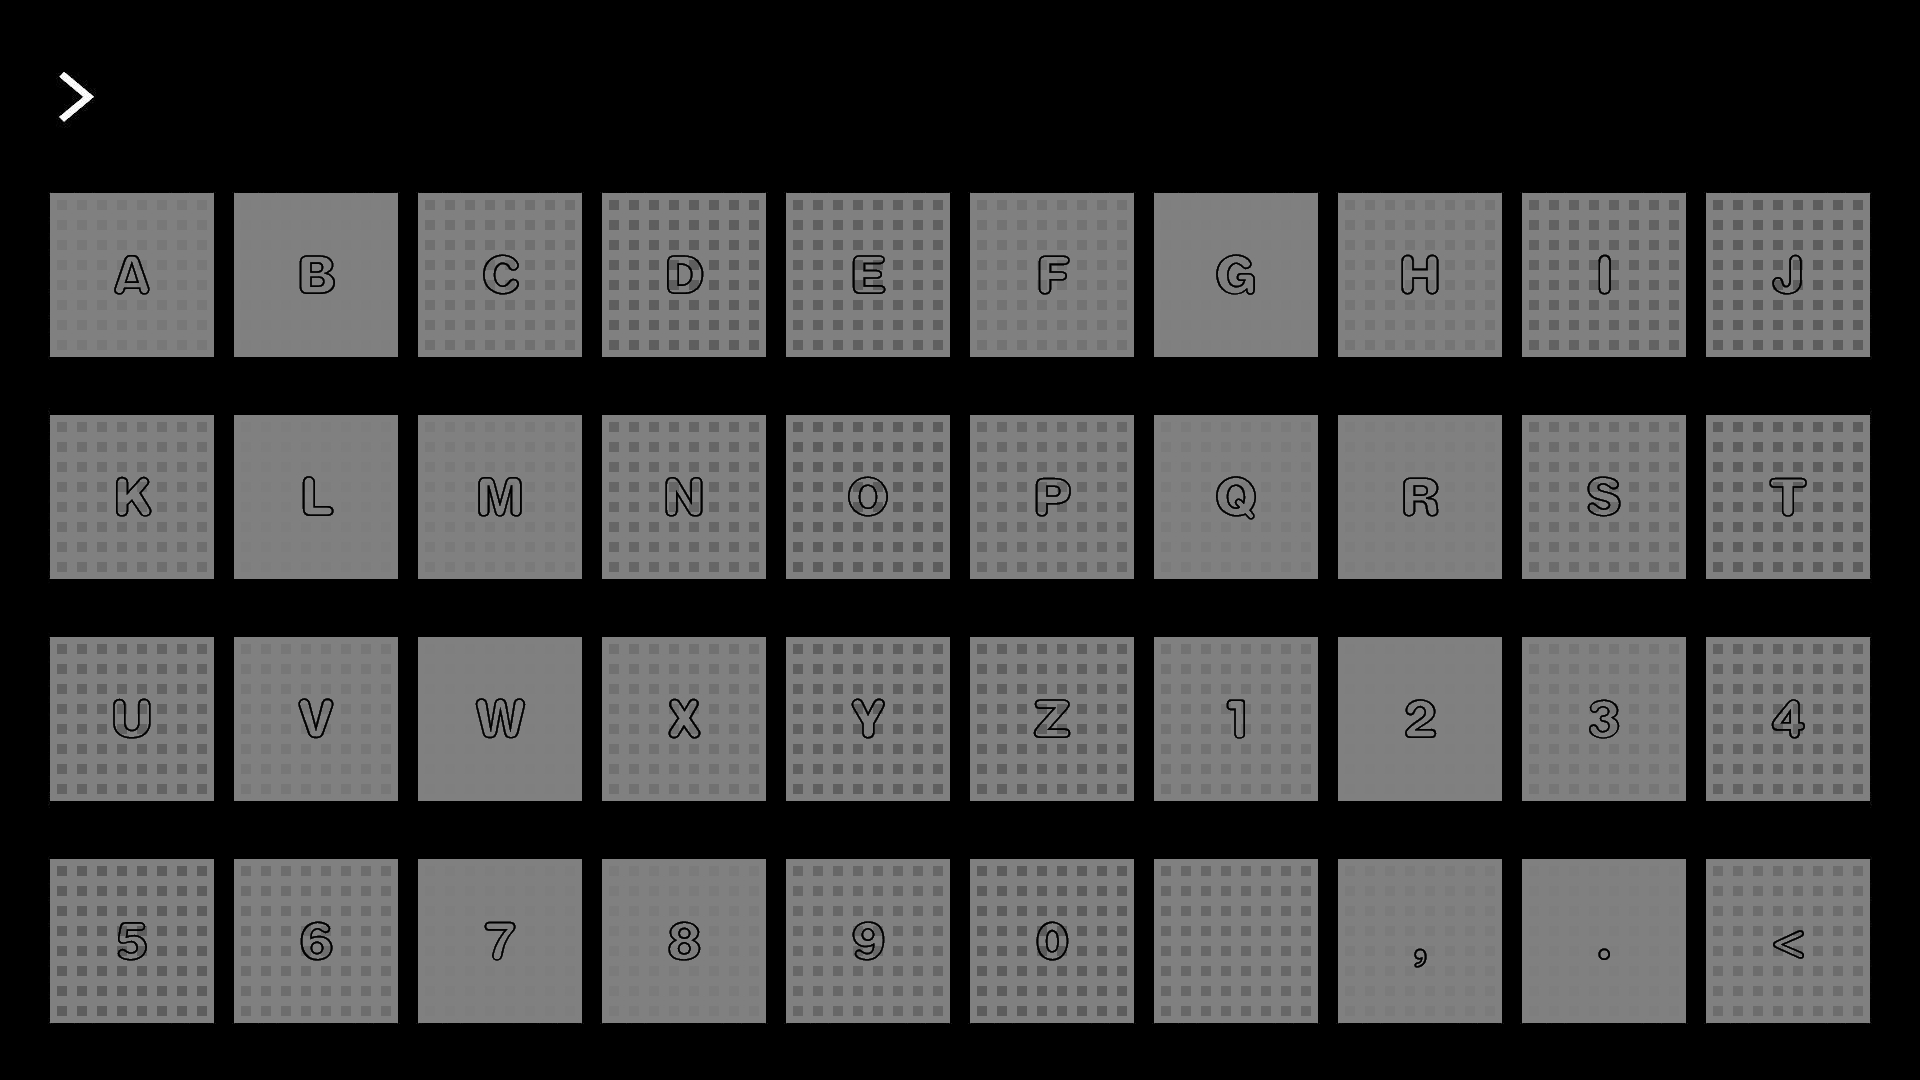 >
A B C D E F G H I J
K L M N O P Q R S T
U V W X Y Z 1 2 3 4
5 6 7 8 9 0 , . <